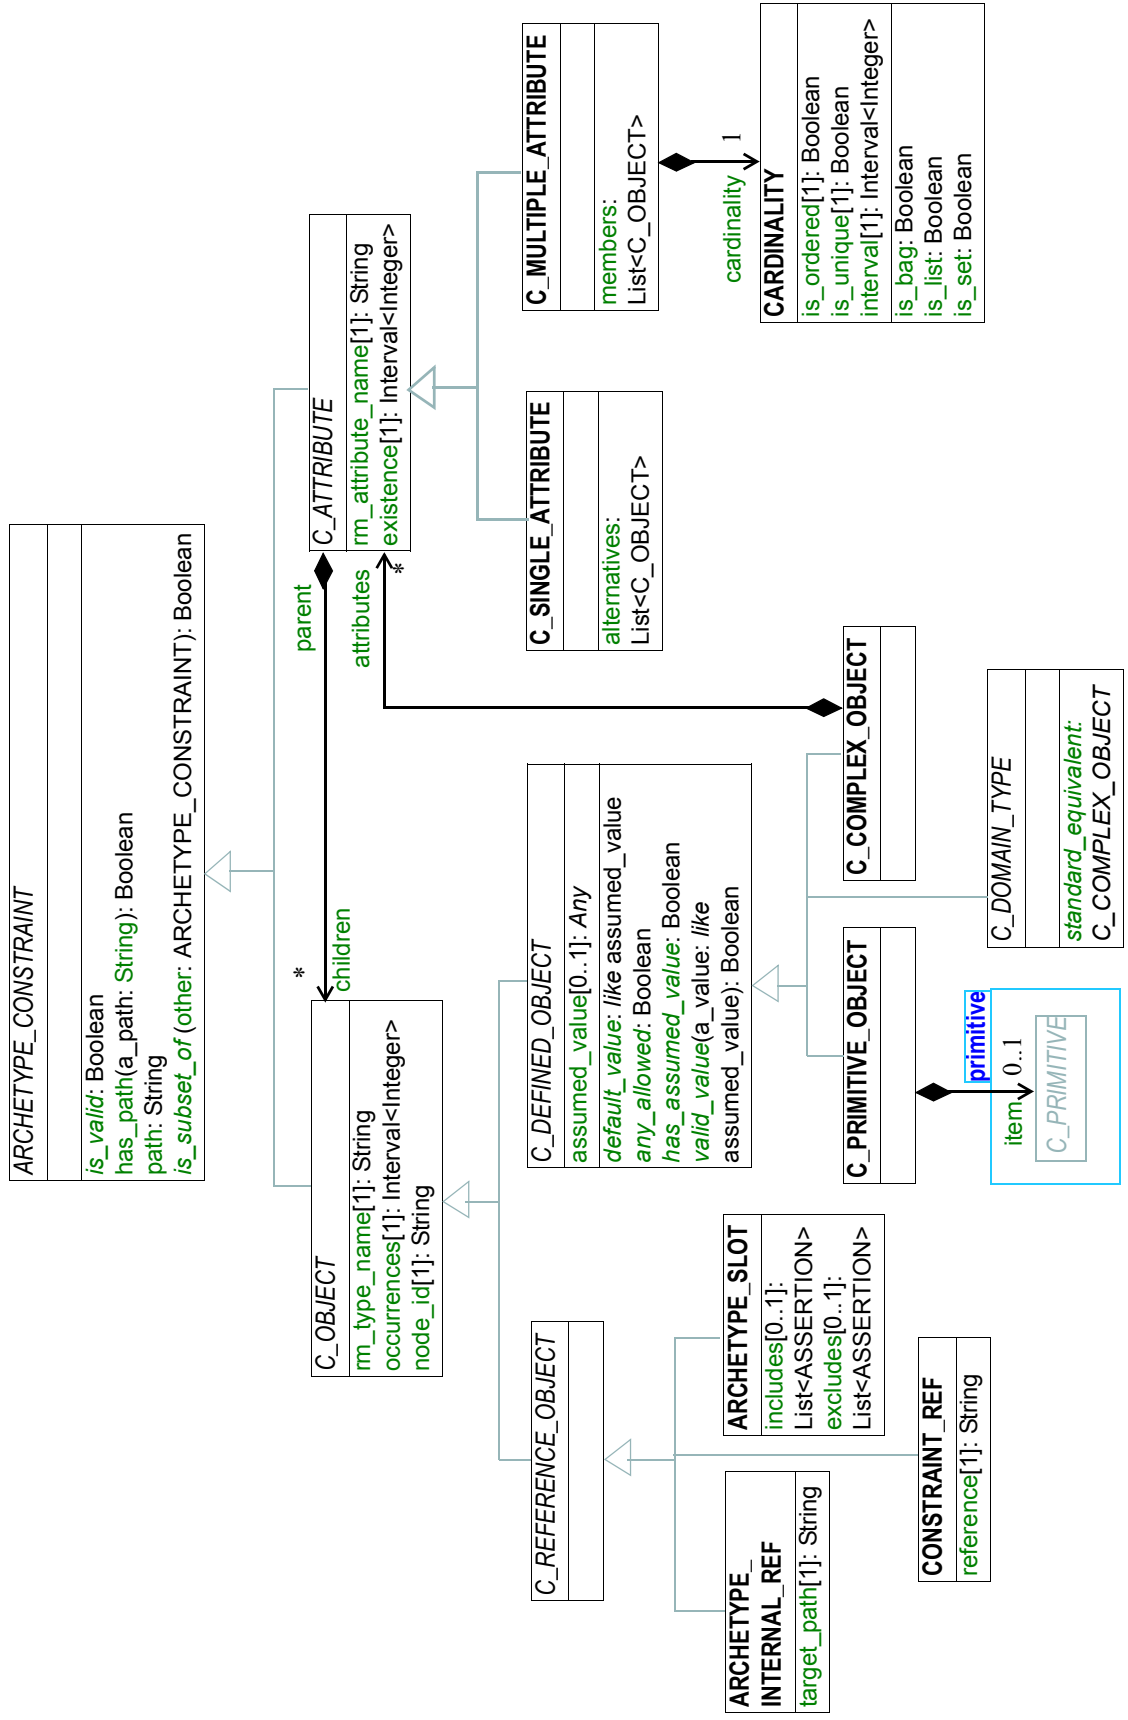 ARCHETYPE_CONSTRAINT
is_valid: Boolean
has_path(a_path: String): Boolean
path: String
is_subset_of (other: ARCHETYPE_CONSTRAINT): Boolean
C_OBJECT
rm_type_name[1]: String
occurrences[1]: Interval<Integer>
node_id[1]: String
*
children
parent
attributes
*
C_ATTRIBUTE
rm_attribute_name[1]: String
existence[1]: Interval<Integer>
C_REFERENCE_OBJECT
C_DEFINED_OBJECT
assumed_value[0..1]: Any
default_value: like assumed_value
any_allowed: Boolean
has_assumed_value: Boolean
valid_value(a_value: like
assumed_value): Boolean
C_SINGLE_ATTRIBUTE
alternatives:
List<C_OBJECT>
C_MULTIPLE_ATTRIBUTE
members:
List<C_OBJECT>
cardinality
1
ARCHETYPE_
INTERNAL_REF
target_path[1]: String
ARCHETYPE_SLOT
includes[0..1]:
List<ASSERTION>
excludes[0..1]:
List<ASSERTION>
CARDINALITY
is_ordered[1]: Boolean
is_unique[1]: Boolean
interval[1]: Interval<Integer>
is_bag: Boolean
is_list: Boolean
is_set: Boolean
C_PRIMITIVE_OBJECT
C_COMPLEX_OBJECT
CONSTRAINT_REF
reference[1]: String
primitive
item
0..1
C_PRIMITIVE
C_DOMAIN_TYPE
standard_equivalent:
C_COMPLEX_OBJECT